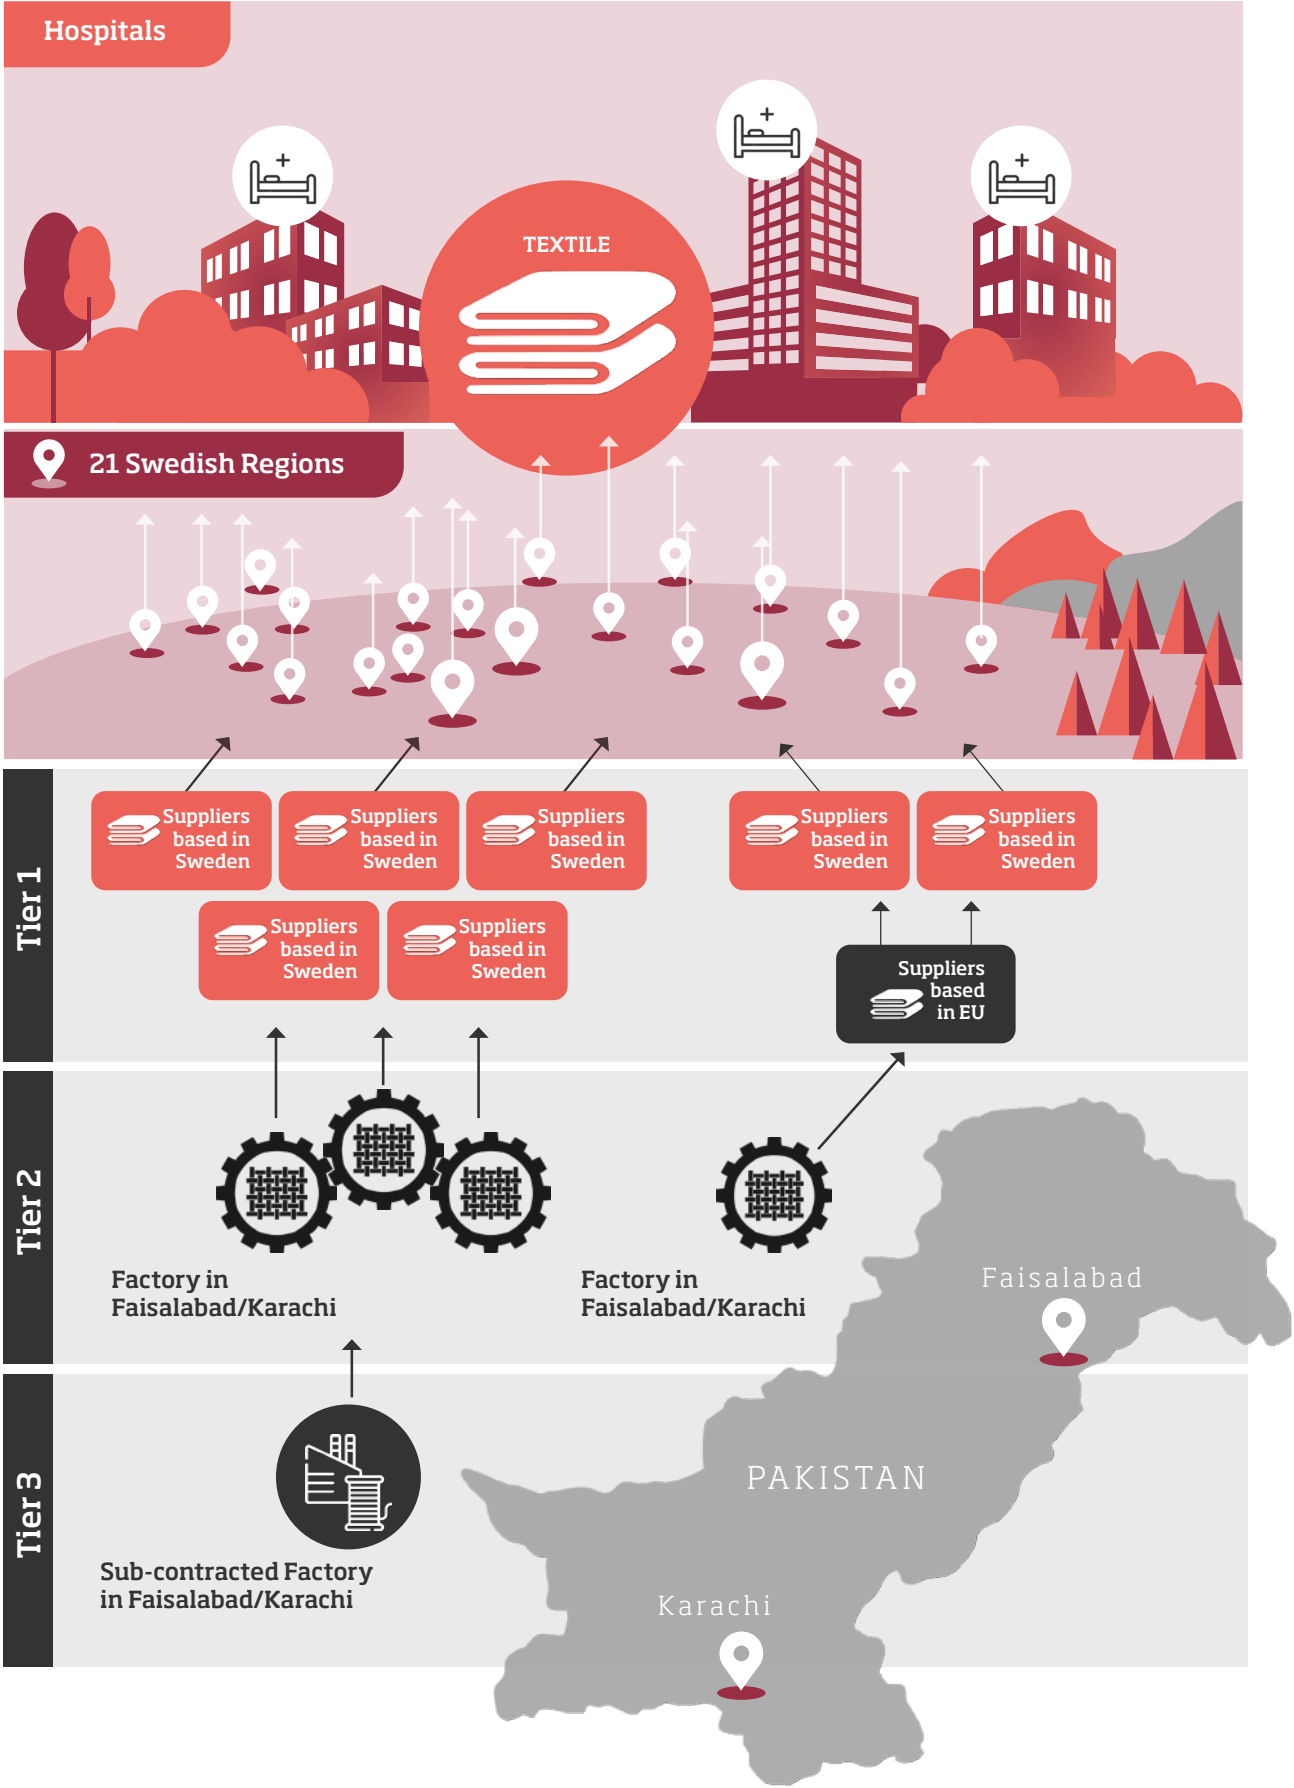 Hospitals
TEXTILE
21 Swedish Regions
Tier 1
Suppliers
based in
Sweden
Suppliers
based in
Sweden
Suppliers
based in
Sweden
Suppliers
based in
Sweden
Suppliers
based in
Sweden
Suppliers
based in
Sweden
Suppliers
based in
Sweden
Suppliers
based
in EU
Tier 2
Factory in
Faisalabad/Karachi
Factory in
Faisalabad/Karachi
Faisalabad
Tier 3
PAKISTAN
Sub-contracted Factory
in Faisalabad/Karachi
Karachi